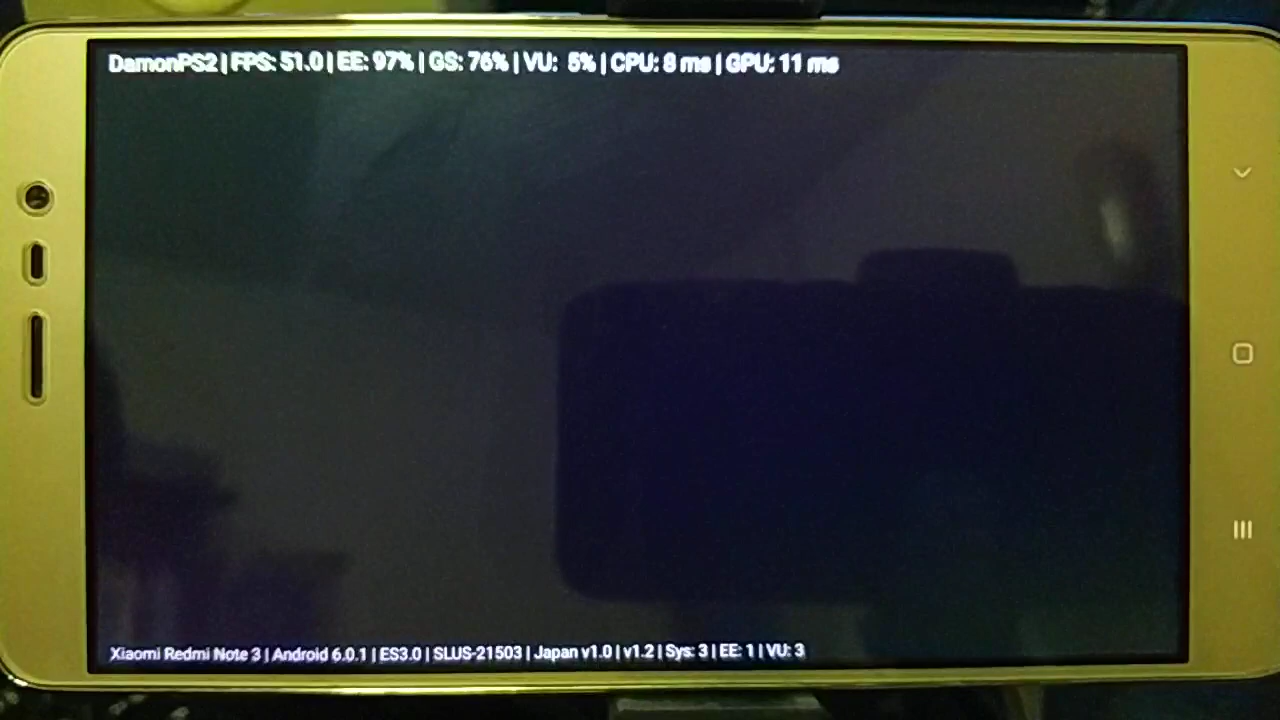 DamonPS2 | FPS: 51.0 | EE: 97% | GS: 76% | VU:  5% | CPU: 8 ms | GPU: 11 ms
Xiaomi Redmi Note 3 | Android 6.0.1 | ES3.0 | SLUS-21503 | Japan v1.0 | v1.2 | Sys: 3 | EE: 1 | VU: 3